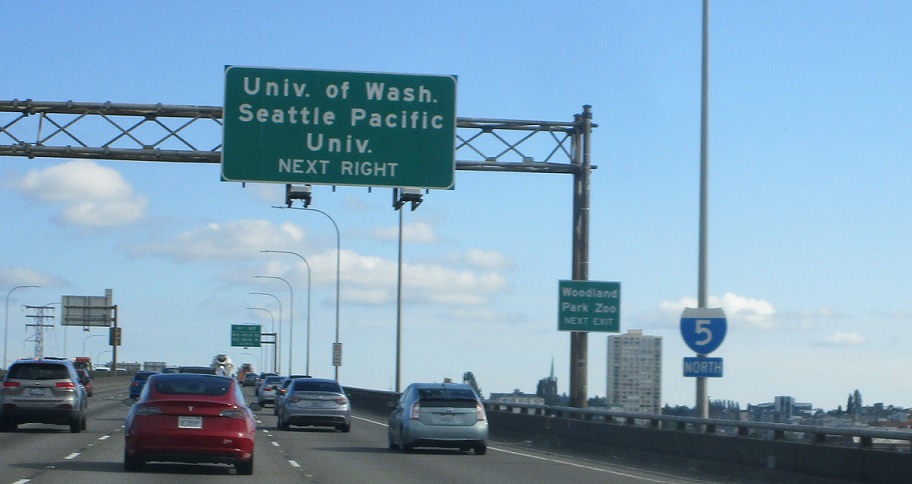 Univ. of Wash.
Seattle Pacific
Univ.
NEXT RIGHT
Woodland
Park Zoo
NEXT EXIT
5
NORTH